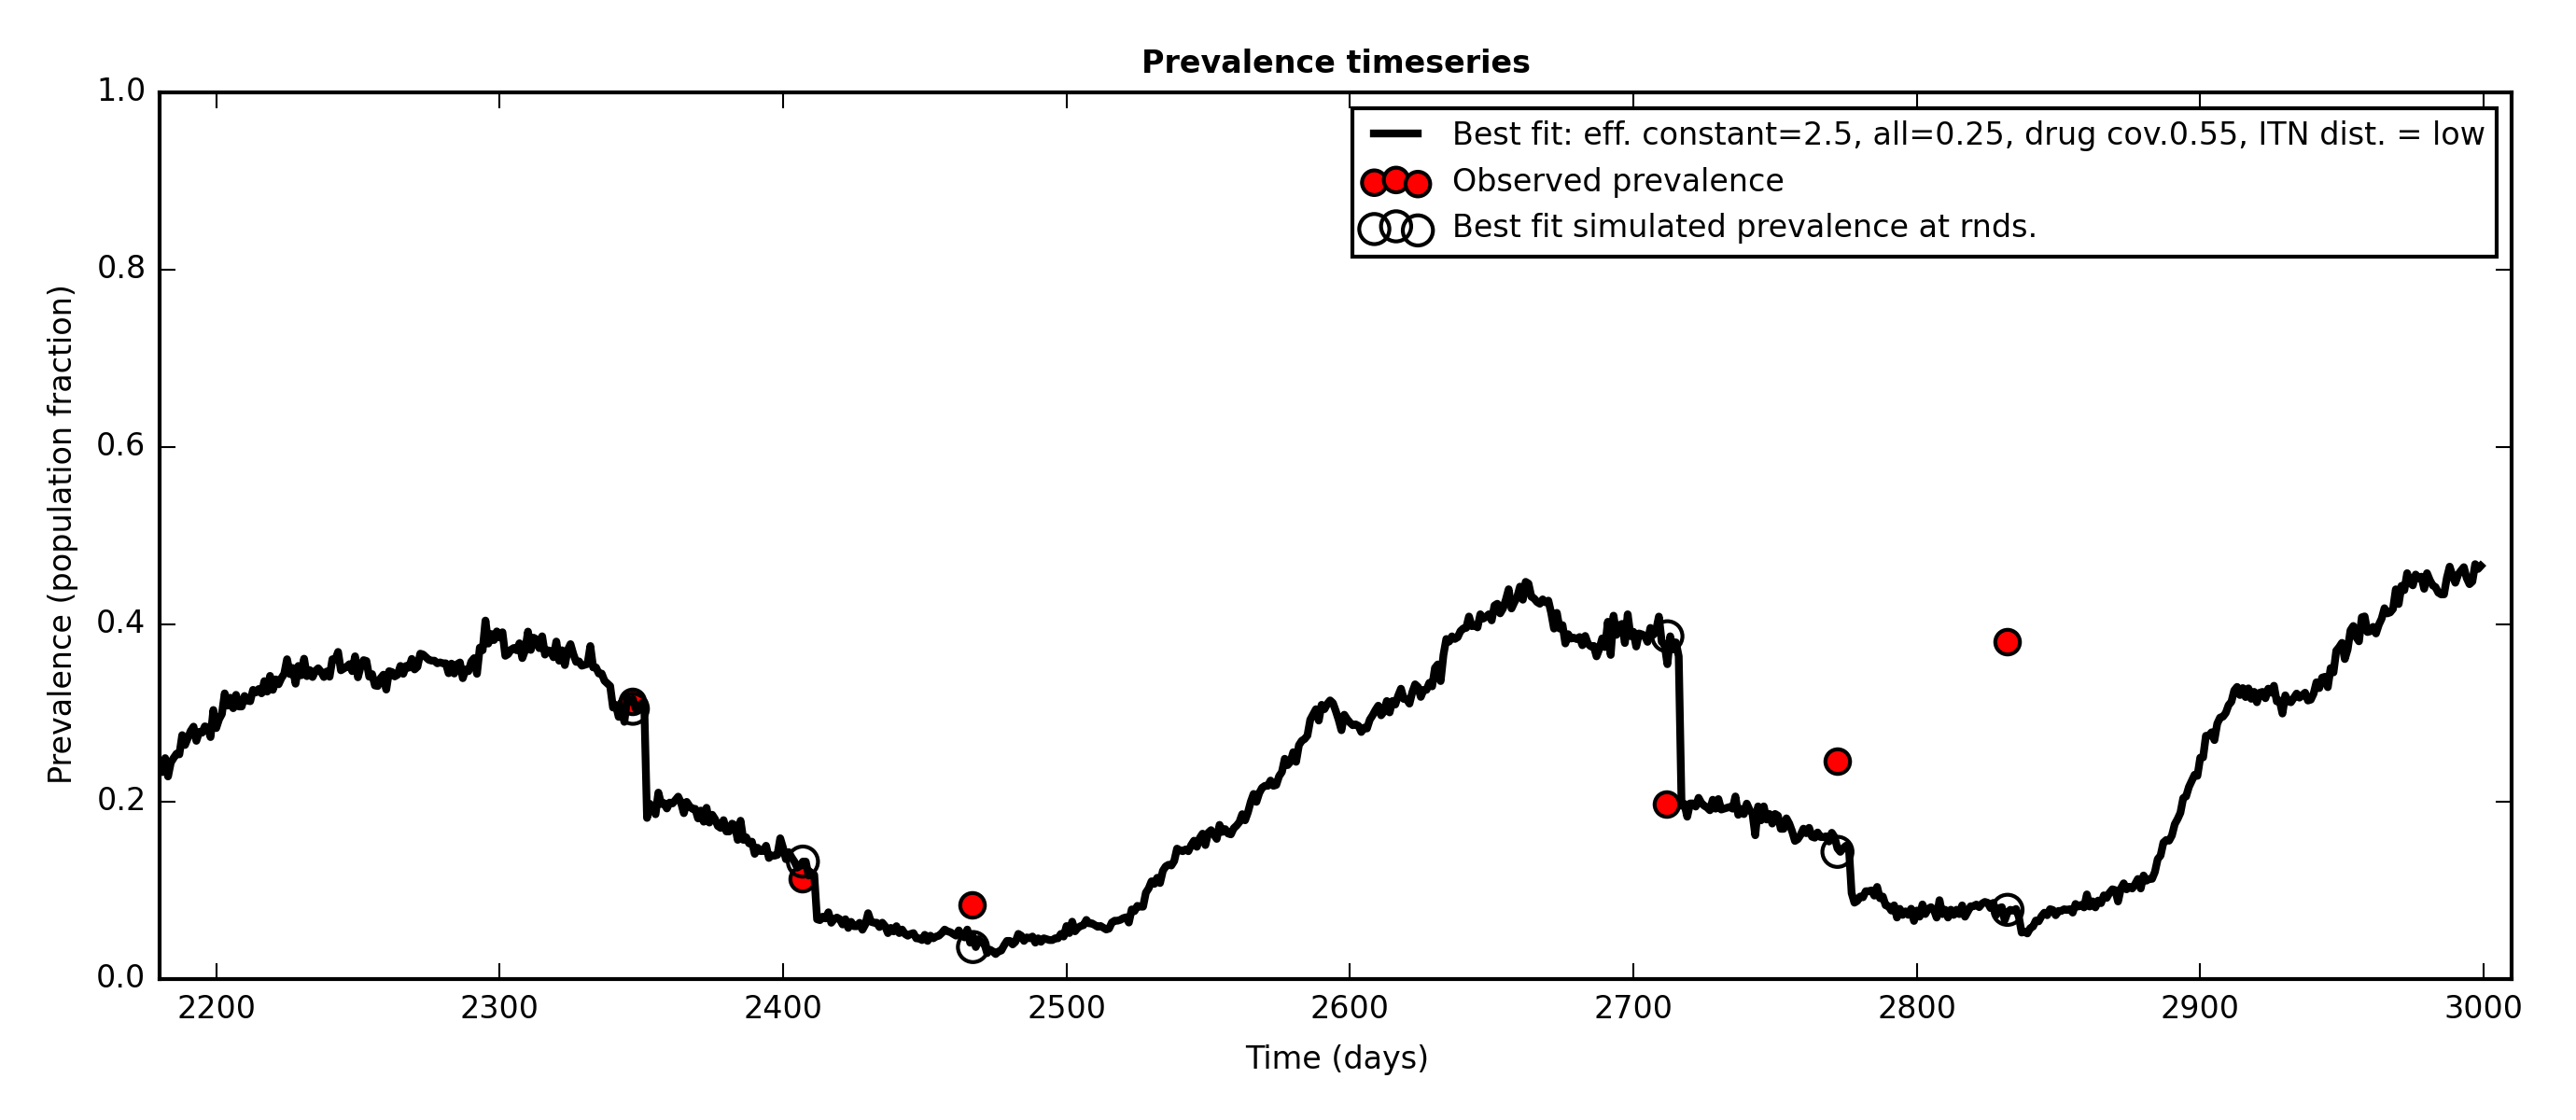 Prevalence timeseries
1.0
0.8
0.6
0.4
0.2
0.0
Prevalence (population fraction)
Best fit: eff. constant=2.5, all=0.25, drug cov.0.55, ITN dist. = low
Observed prevalence
Best fit simulated prevalence at rnds.
2200 2300 2400 2500 2600 2700 2800 2900 3000
Time (days)